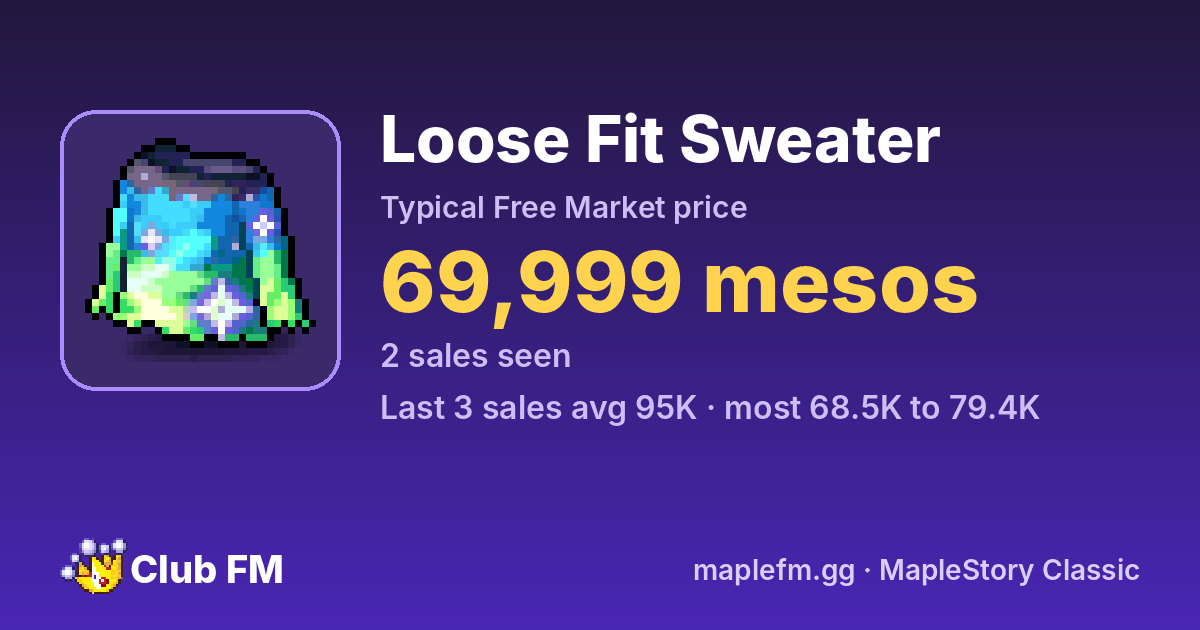 Loose Fit Sweater
Typical Free Market price
69,999 mesos
2 sales seen
Last 3 sales avg 95K · most 68.5K to 79.4K
Club FM
maplefm.gg · MapleStory Classic